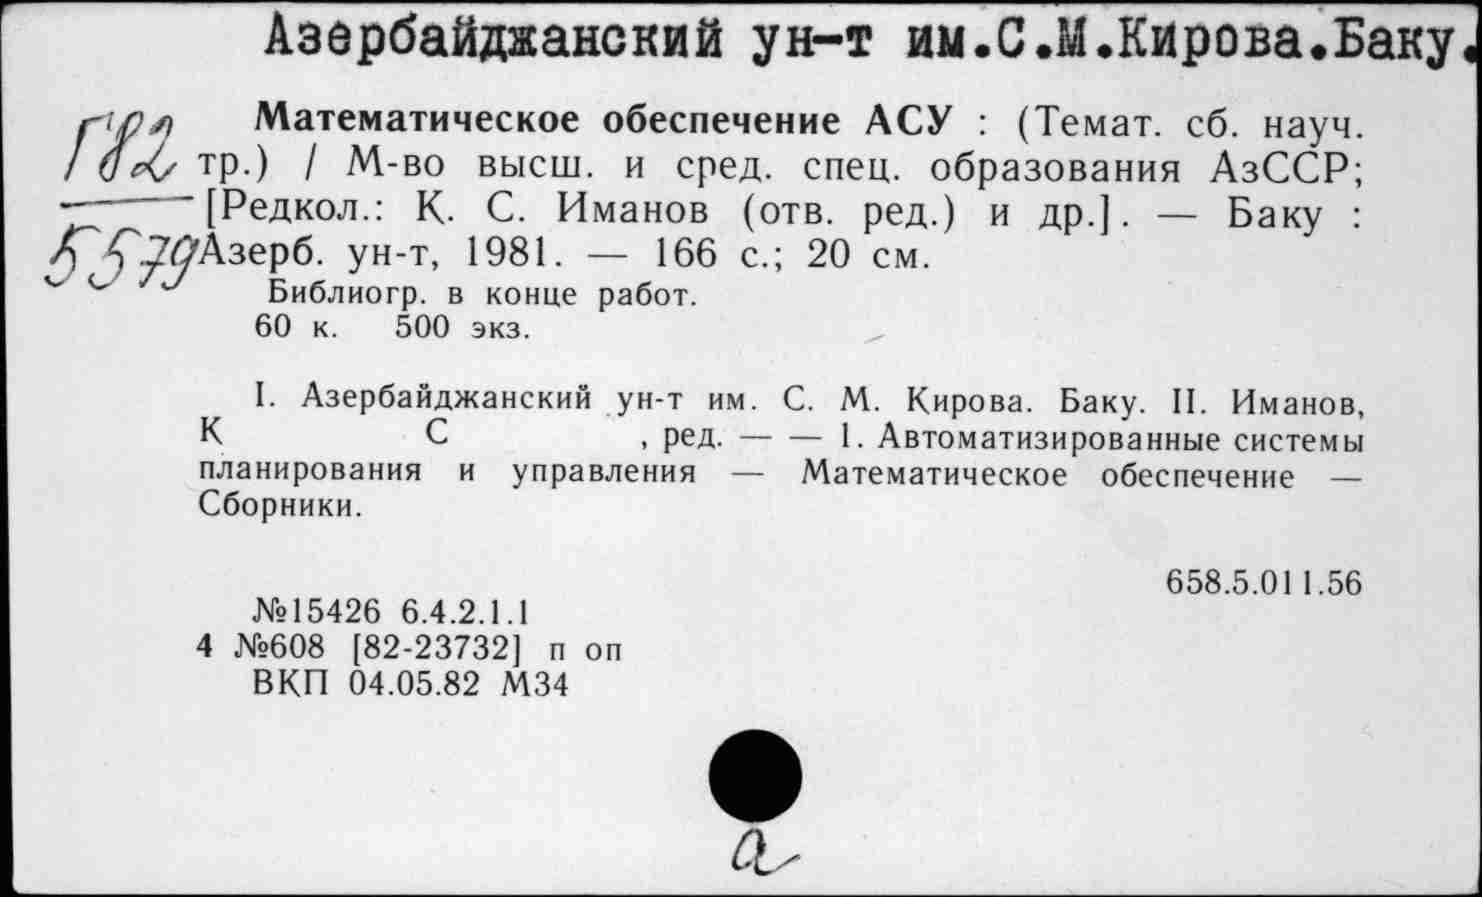 Азербайджанский ун-т им.С.М.Кирова.Баку.
Г82
5579
Математическое обеспечение АСУ : (Темат. сб. науч.
тр.) / М-во высш. и сред. спец. образования АзССР;
[Редкол.: К. С. Иманов (отв. ред.) и др.]. — Баку :
Азерб. ун-т, 1981. — 166 с.; 20 см.
Библиогр. в конце работ.
60 к. 500 экз.
I. Азербайджанский ун-т им. С. М. Кирова. Баку. II. Иманов,
К С , ред. — — 1. Автоматизированные системы
планирования и управления — Математическое обеспечение —
Сборники.
658.5.011.56
№15426 6.4.2.1.1
4 №608 [82-23732] п оп
ВКП 04.05.82 М34
а